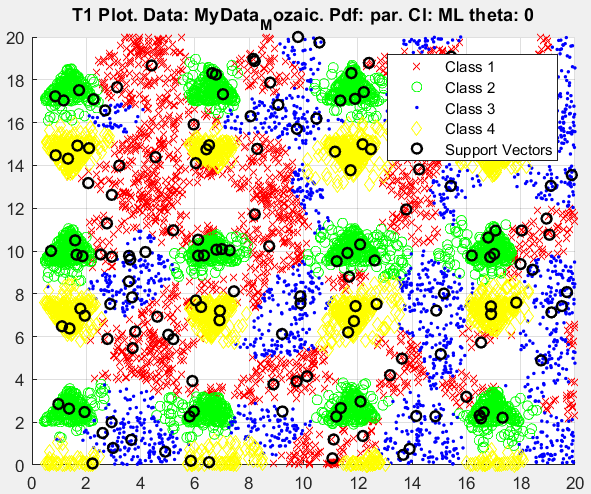 T1 Plot. Data: MyData_Mozaic. Pdf: par. Cl: ML theta: 0
20
18
16
14
12
10
8
6
4
2
0
Class 1
Class 2
Class 3
Class 4
Support Vectors
0 2 4 6 8 10 12 14 16 18 20